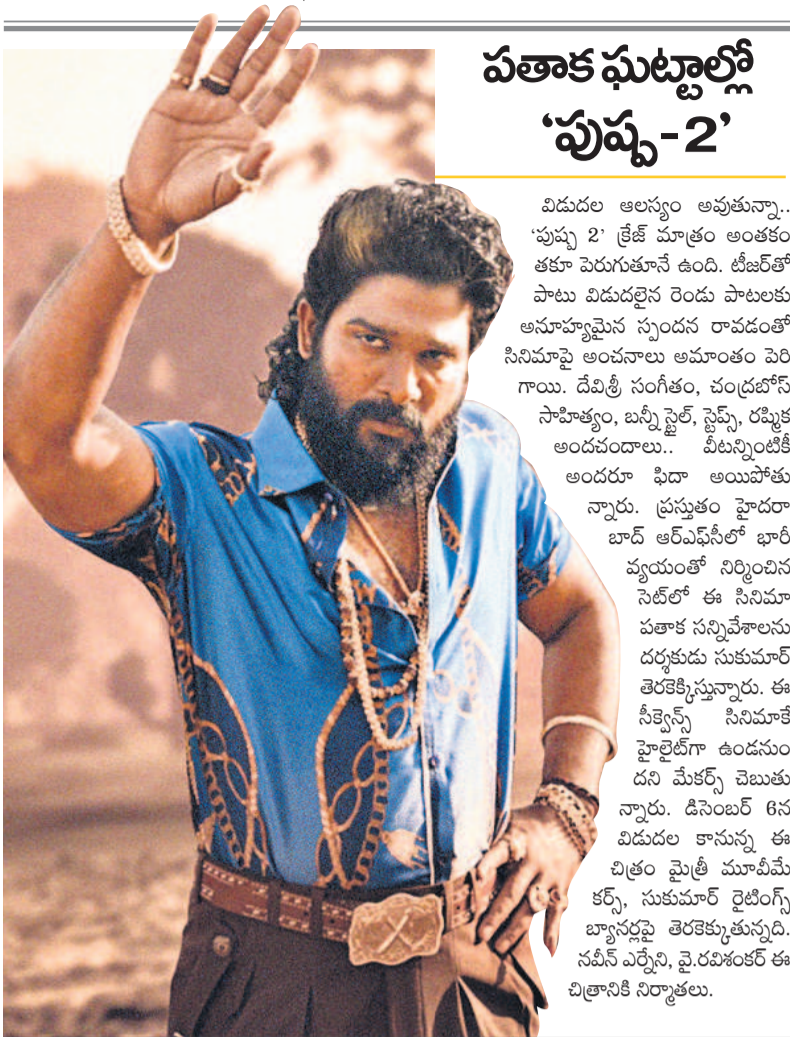 పతాక ఘట్టాల్లో
‘పుష్ప-2’
విడుదల ఆలస్యం అవుతున్నా..
‘పుష్ప 2’ క్రేజ్ మాత్రం అంతకం
తకూ పెరుగుతూనే ఉంది. టీజర్‌తో
పాటు విడుదలైన రెండు పాటలకు
అనూహ్యమైన స్పందన రావడంతో
సినిమాపై అంచనాలు అమాంతం పెరి
గాయి. దేవిశ్రీ సంగీతం, చంద్రబోస్
సాహిత్యం, బన్నీ స్టైల్, స్టెప్స్, రష్మిక
అందచందాలు.. వీటన్నింటికీ
అందరూ ఫిదా అయిపోతు
న్నారు. ప్రస్తుతం హైదరా
బాద్ ఆర్‌ఎఫ్‌సీలో భారీ
వ్యయంతో నిర్మించిన
సెట్‌లో ఈ సినిమా
పతాక సన్నివేశాలను
దర్శకుడు సుకుమార్
తెరకెక్కిస్తున్నారు. ఈ
సీక్వెన్స్ సినిమాకే
హైలైట్‌గా ఉండనుం
దని మేకర్స్ చెబుతు
న్నారు. డిసెంబర్ 6న
విడుదల కానున్న ఈ
చిత్రం మైత్రీ మూవీమే
కర్స్, సుకుమార్ రైటింగ్స్
బ్యానర్లపై తెరకెక్కుతున్నది.
నవీన్ ఎర్నేని, వై.రవిశంకర్ ఈ
చిత్రానికి నిర్మాతలు.